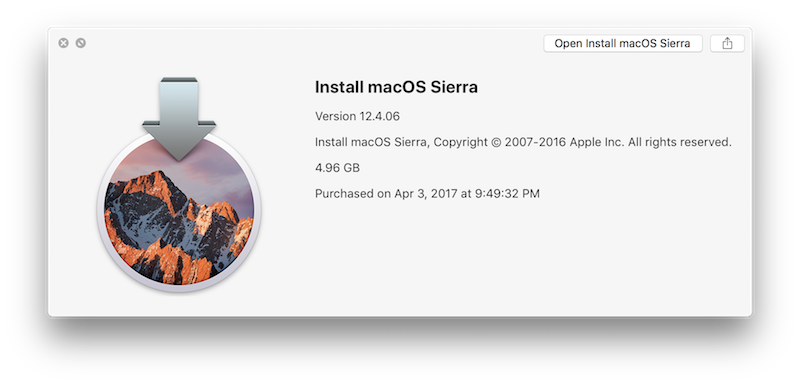 Open Install macOS Sierra
Install macOS Sierra
Version 12.4.06
Install macOS Sierra, Copyright © 2007-2016 Apple Inc. All rights reserved.
4.96 GB
Purchased on Apr 3, 2017 at 9:49:32 PM